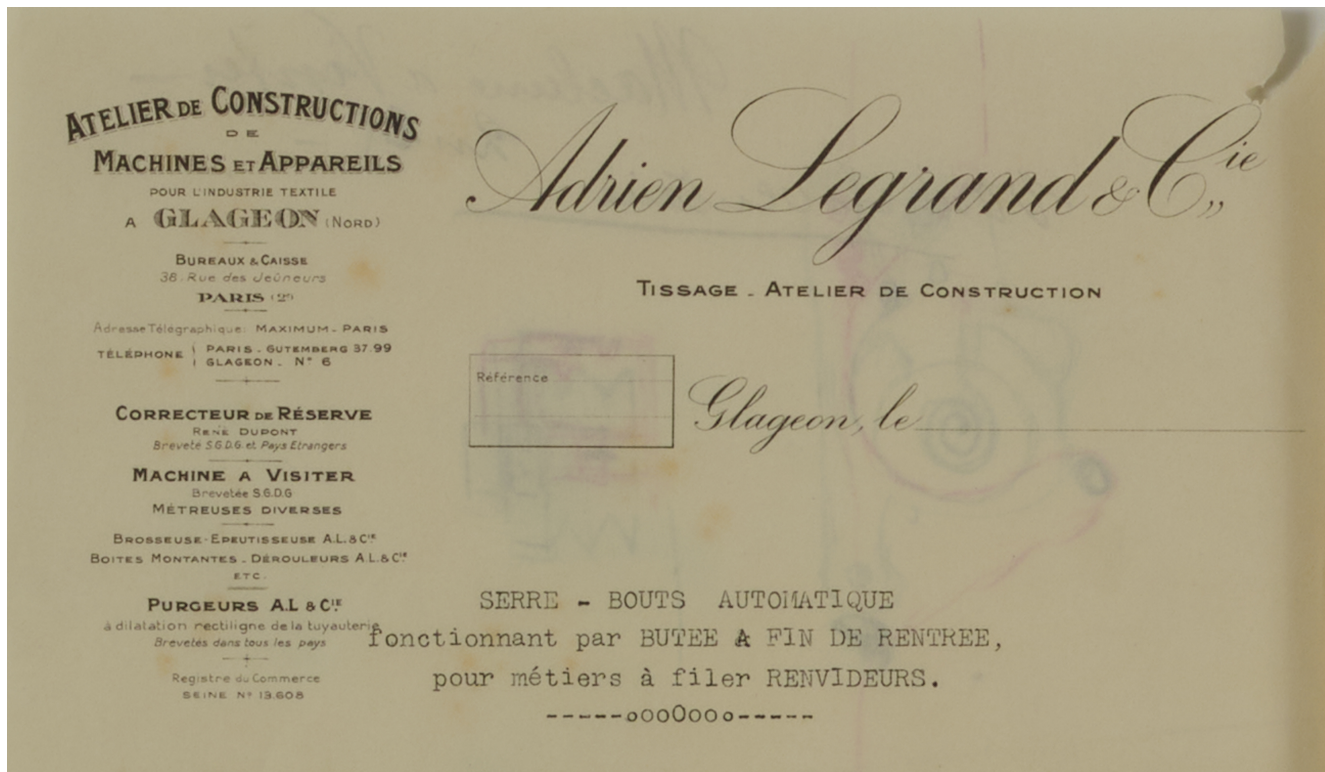 ATELIER DE CONSTRUCTIONS
DE
MACHINES ET APPAREILS
POUR L'INDUSTRIE TEXTILE
A GLAGEON (NORD)
BUREAUX & CAISSE
38. Rue des Jeûneurs
PARIS (2e)
Adresse Télégraphique: MAXIMUM-PARIS
TÉLÉPHONE { PARIS - GUTEMBERG 37.99
GLAGEON - N° 6
CORRECTEUR DE RÉSERVE
RENÉ DUPONT
Breveté S.G.D.G. et Pays Etrangers
MACHINE A VISITER
Brevetée S.G.D.G
MÉTREUSES DIVERSES
BROSSEUSE-EPEUTISSEUSE A.L. & CIE
BOITES MONTANTES - DÉROULEURS A.L. & CIE
ETC.
PURGEURS A.L & CIE
à dilatation rectiligne de la tuyauterie
Brevetés dans tous les pays
Registre du Commerce
SEINE N° 13.608
Adrien Legrand & Cie
TISSAGE - ATELIER DE CONSTRUCTION
Référence
Glageon, le
SERRE - BOUTS AUTOMATIQUE
fonctionnant par BUTEE A FIN DE RENTREE,
pour métiers à filer RENVIDEURS.
-----ooo0ooo-----